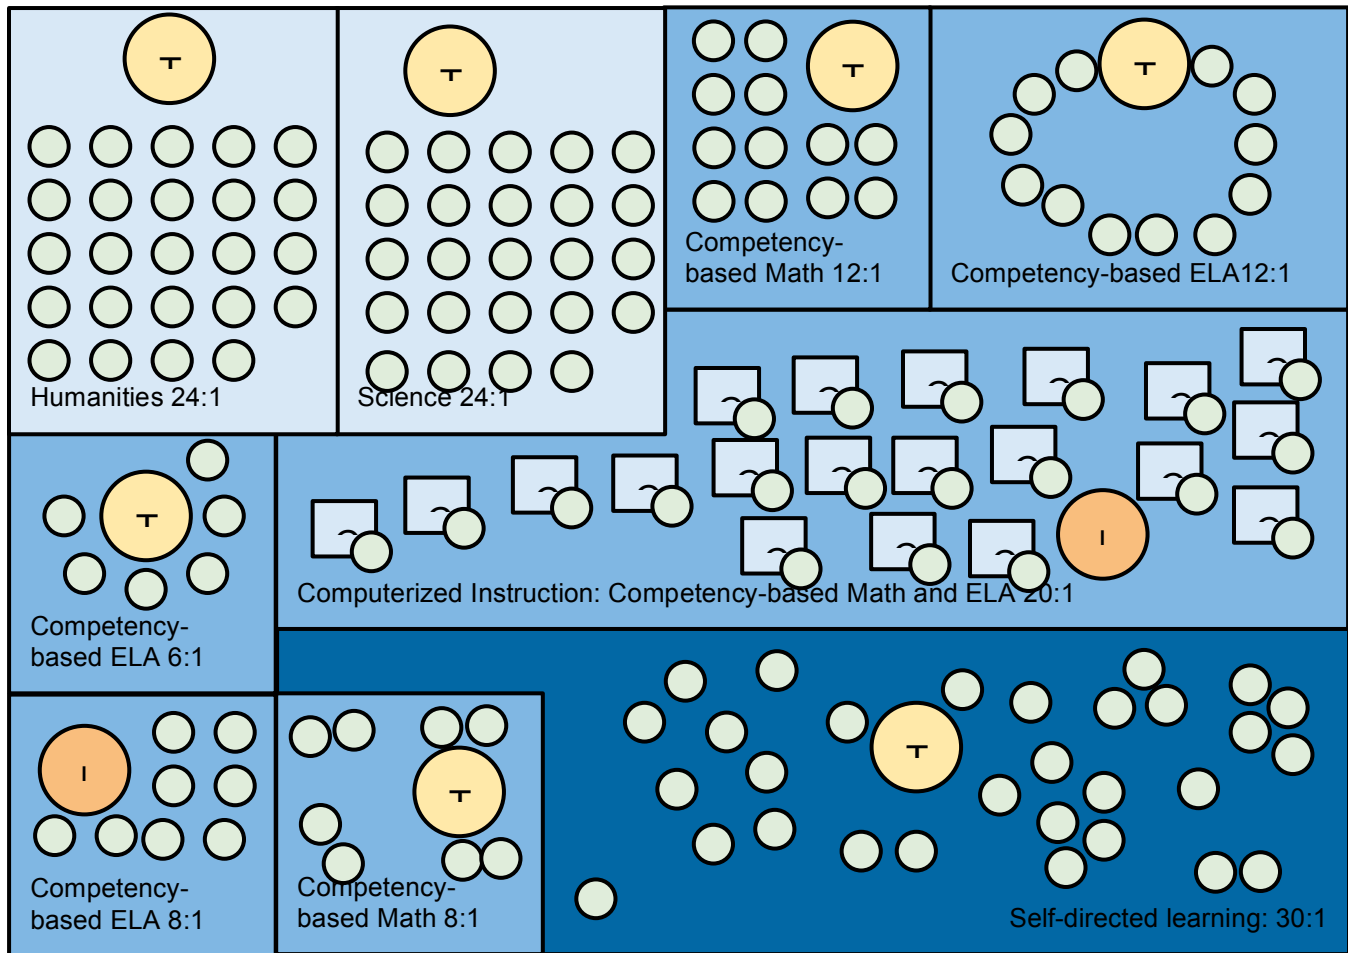 T
T
T
T
Competency-
based Math 12:1
Competency-based ELA12:1
Humanities 24:1
Science 24:1
T
I
Computerized Instruction: Competency-based Math and ELA 20:1
Competency-
based ELA 6:1
T
I
T
Competency-
based ELA 8:1
Competency-
based Math 8:1
Self-directed learning: 30:1